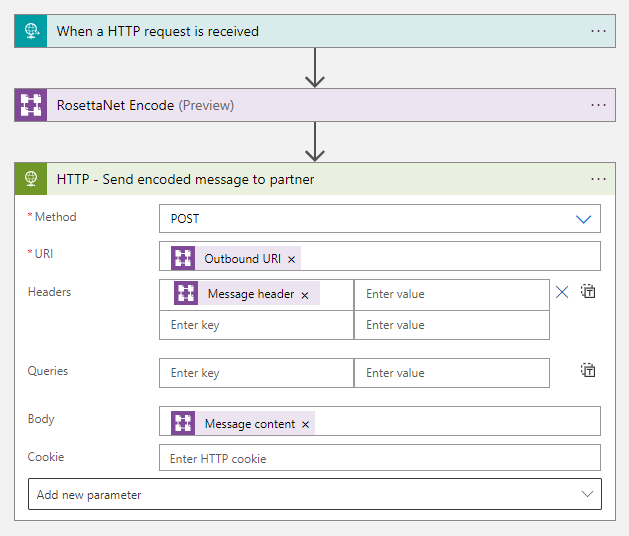 When a HTTP request is received
RosettaNet Encode (Preview)
HTTP - Send encoded message to partner
* Method POST
* URI Outbound URI ×
Headers Message header × Enter value
Enter key Enter value
Queries Enter key Enter value
Body Message content ×
Cookie Enter HTTP cookie
Add new parameter